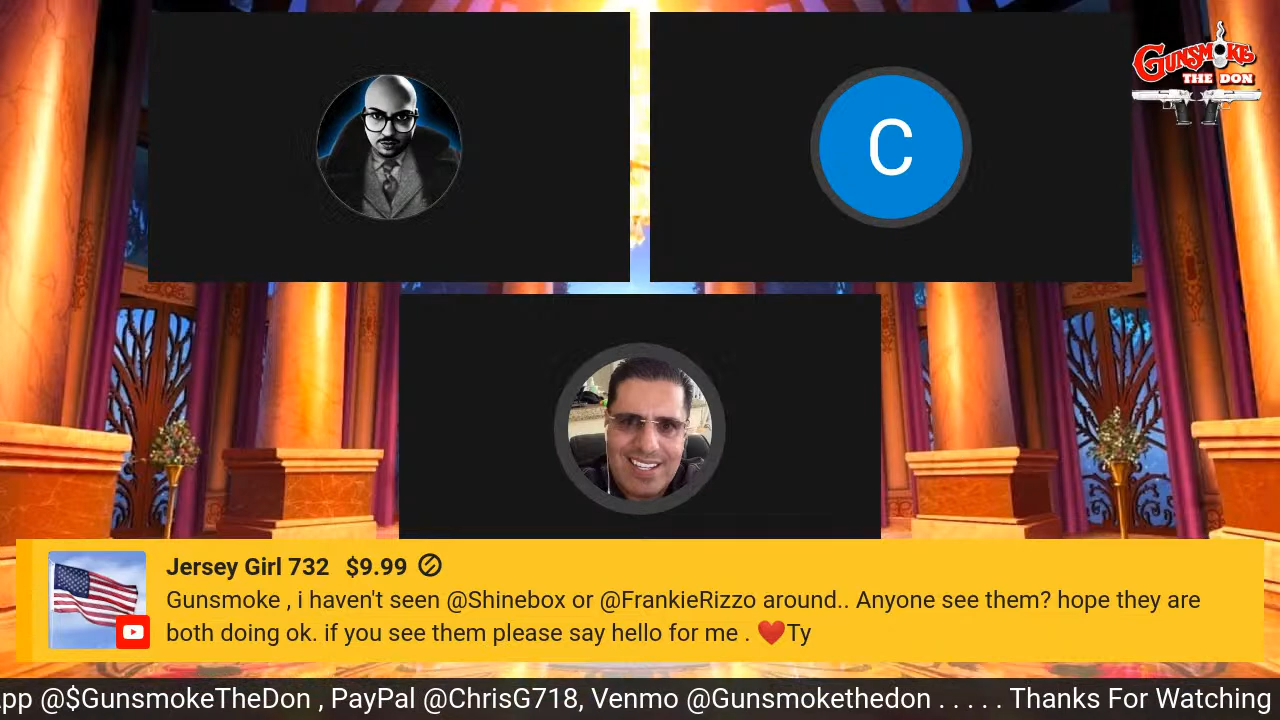 GUNSMOKE
THE DON
C
Jersey Girl 732 $9.99
Gunsmoke , i haven't seen @Shinebox or @FrankieRizzo around.. Anyone see them? hope they are
both doing ok. if you see them please say hello for me . ❤️Ty
pp @$GunsmokeTheDon , PayPal @ChrisG718, Venmo @Gunsmokethedon . . . . . Thanks For Watching